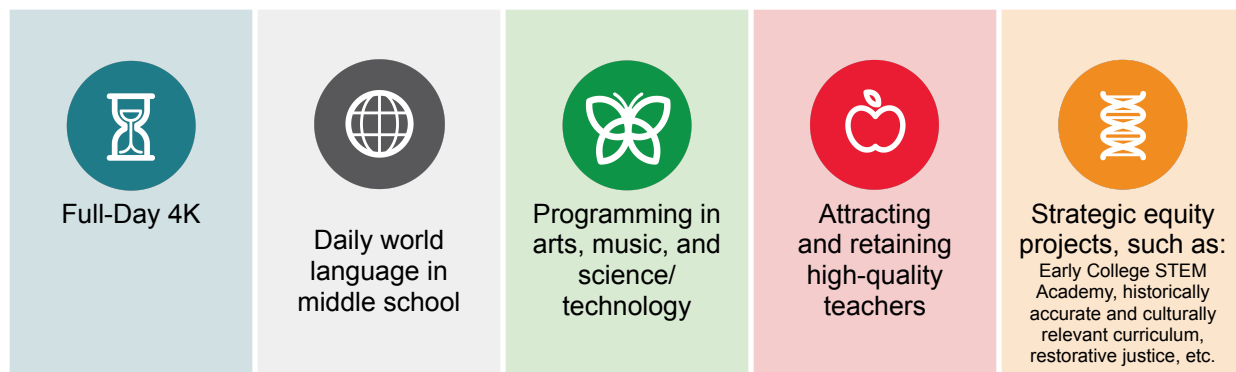 Full-Day 4K
Daily world
language in
middle school
Programming in
arts, music, and
science/
technology
Attracting
and retaining
high-quality
teachers
Strategic equity
projects, such as:
Early College STEM
Academy, historically
accurate and culturally
relevant curriculum,
restorative justice, etc.